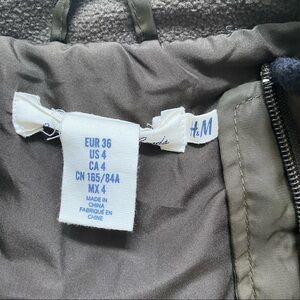 H&M
EUR 36
US 4
CA 4
CN 165/84A
MX 4
MADE IN
CHINA
FABRIQUÉ EN
CHINE